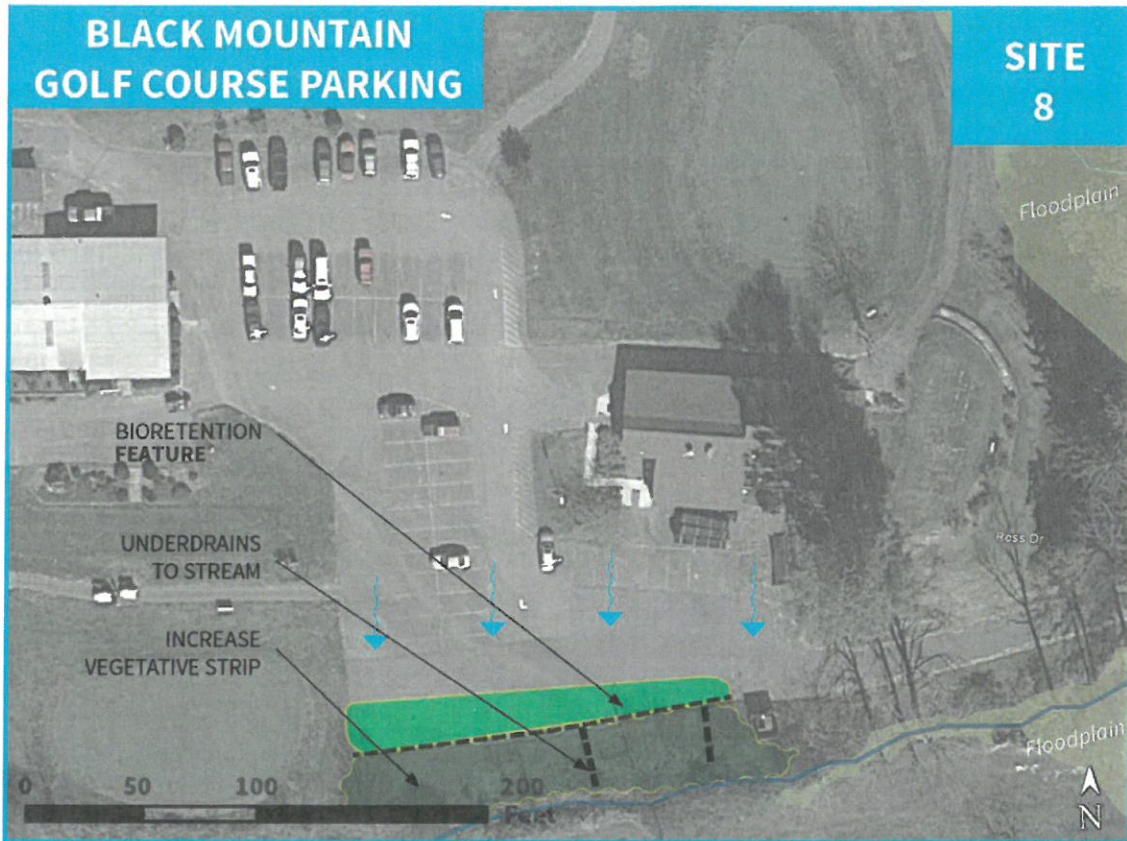 BLACK MOUNTAIN
GOLF COURSE PARKING
SITE
8
Floodplain
BIORETENTION
FEATURE
UNDERDRAINS
TO STREAM
Ross Dr
INCREASE
VEGETATIVE STRIP
Floodplain
0 100 200
Feet
N